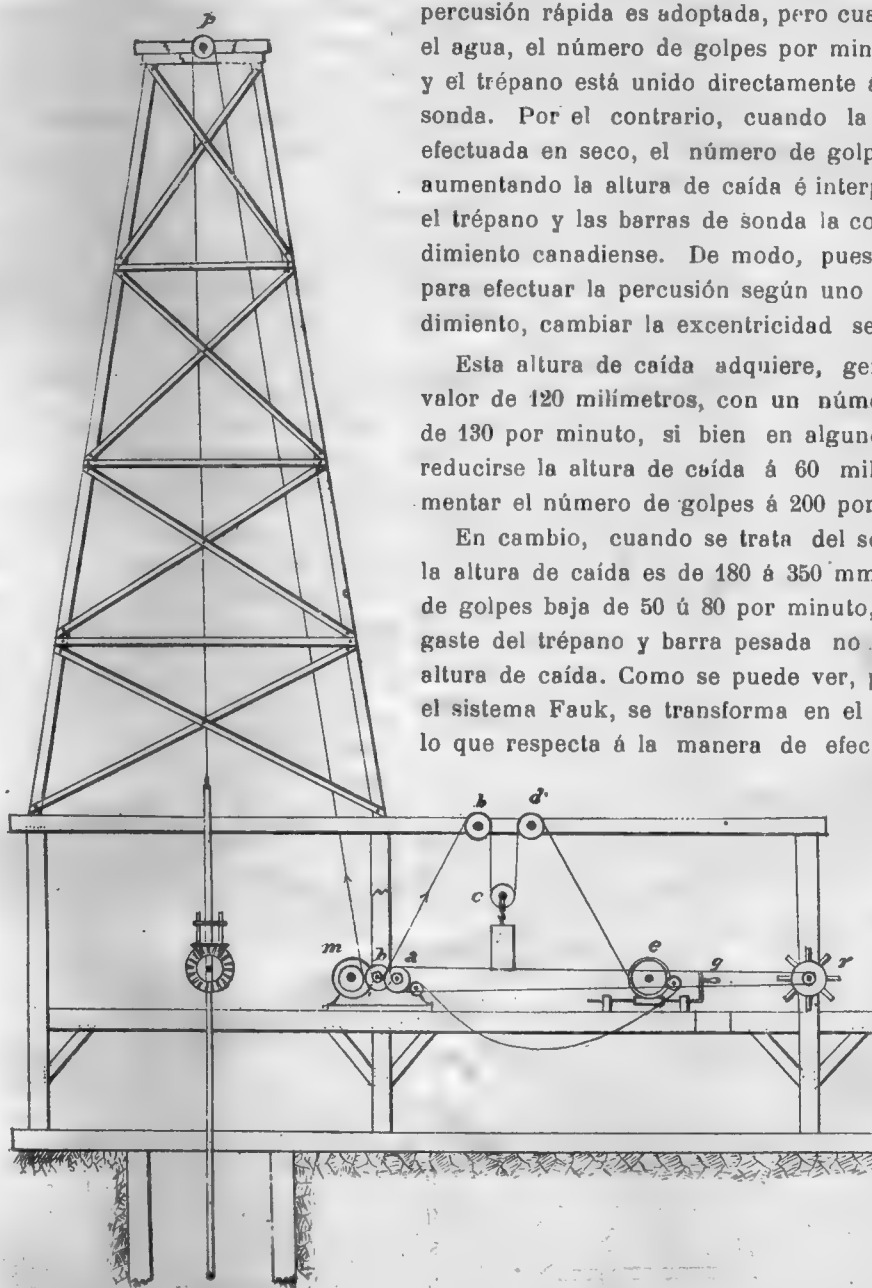 percusión rápida es adoptada, pero cua
el agua, el número de golpes por min
y el trépano está unido directamente á
sonda. Por el contrario, cuando la
efectuada en seco, el número de golp
aumentando la altura de caída é interp
el trépano y las barras de sonda la co
dimiento canadiense. De modo, pues
para efectuar la percusión según uno
dimiento, cambiar la excentricidad se
Esta altura de caída adquiere, gen
valor de 120 milímetros, con un núme
de 130 por minuto, si bien en alguno
reducirse la altura de caída á 60 mil
mentar el número de golpes á 200 por
En cambio, cuando se trata del se
la altura de caída es de 180 á 350 mm
de golpes baja de 50 ú 80 por minuto,
gaste del trépano y barra pesada no
altura de caída. Como se puede ver, p
el sistema Fauk, se transforma en el
lo que respecta á la manera de efec
p
b d
c
m h a e g r